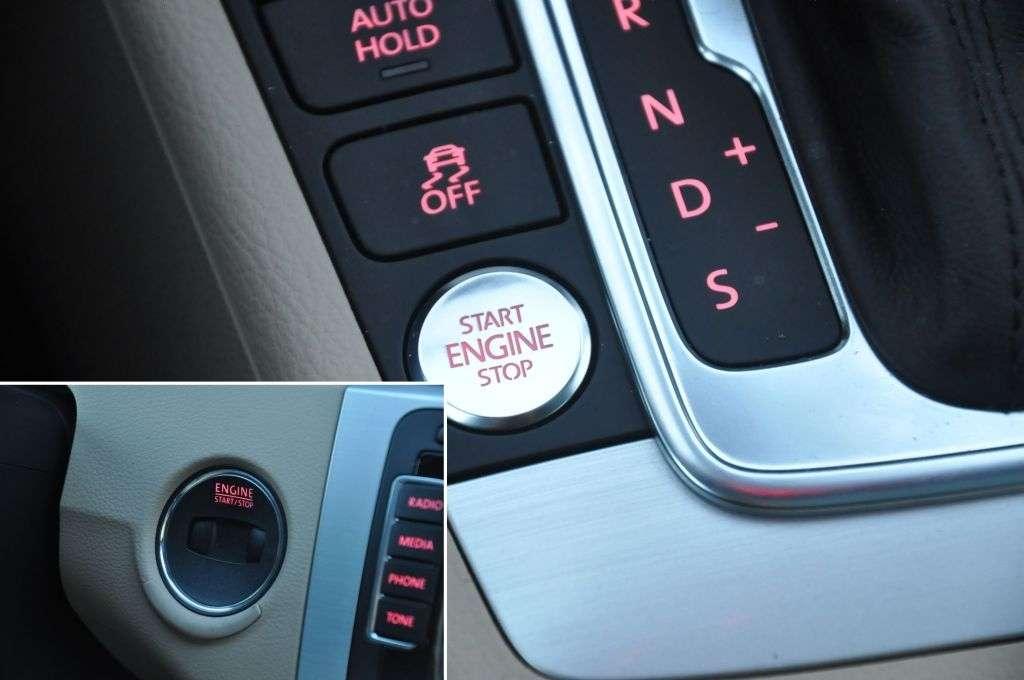 AUTO
HOLD
OFF
START
ENGINE
STOP
R
N
D
S
+
-
ENGINE
START/STOP
RADIO
MEDIA
PHONE
TONE